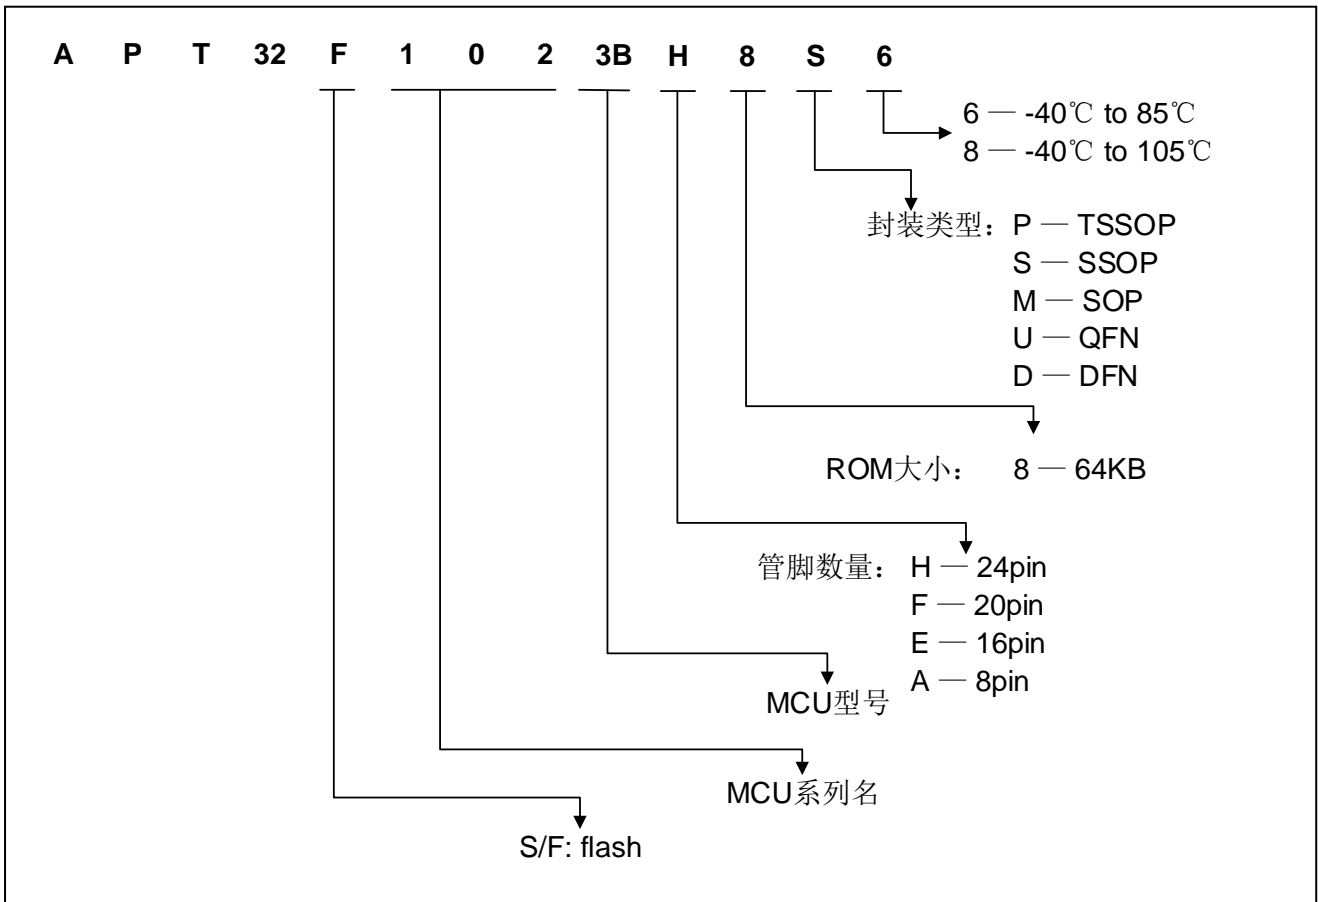 A P T 32 F 1 0 2 3B H 8 S 6
6 — -40℃ to 85℃
8 — -40℃ to 105℃
封装类型：P — TSSOP
S — SSOP
M — SOP
U — QFN
D — DFN
ROM大小： 8 — 64KB
管脚数量： H — 24pin
F — 20pin
E — 16pin
A — 8pin
MCU型号
MCU系列名
S/F: flash